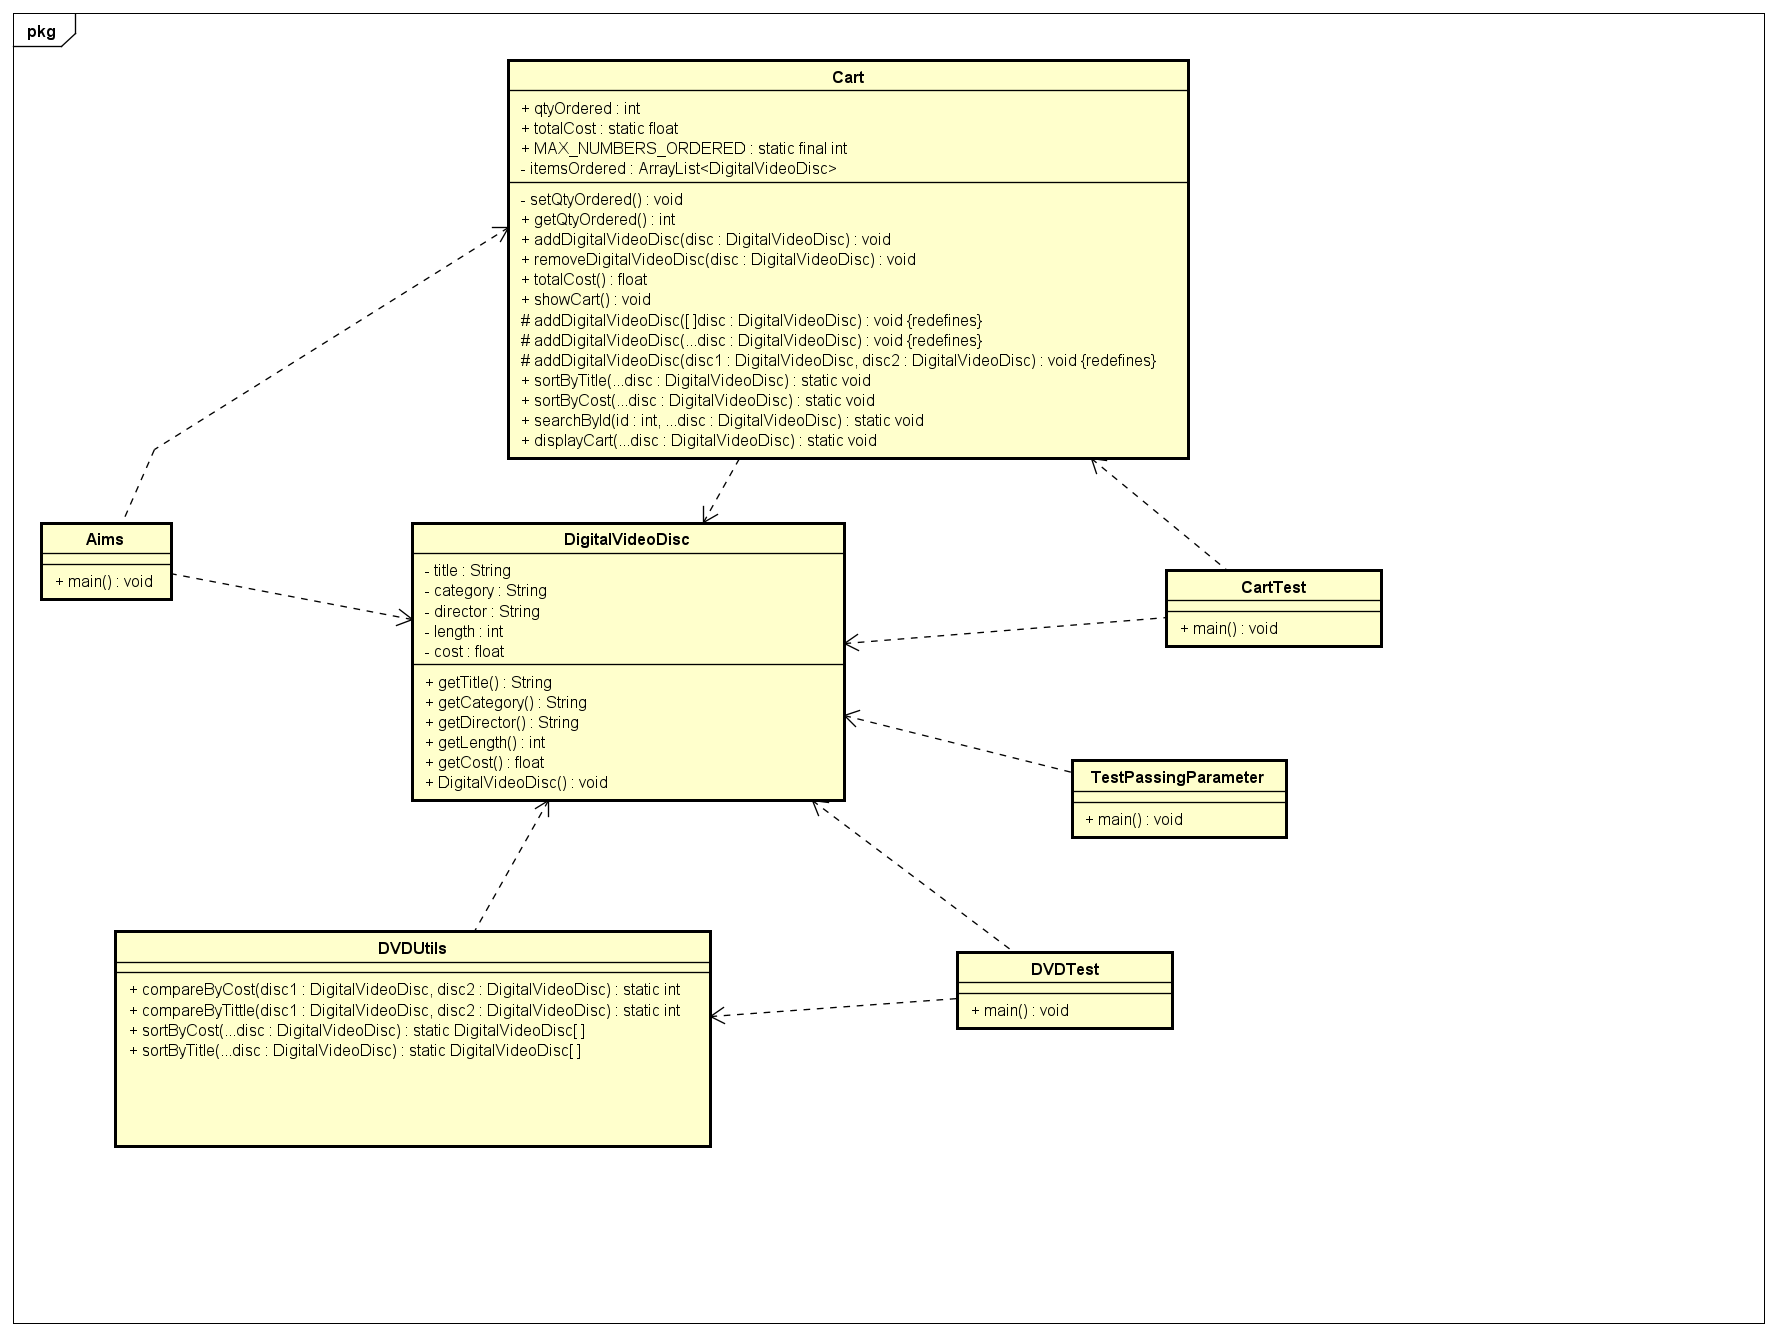 pkg
Cart
+ qtyOrdered : int
+ totalCost : static float
+ MAX_NUMBERS_ORDERED : static final int
- itemsOrdered : ArrayList<DigitalVideoDisc>
- setQtyOrdered() : void
+ getQtyOrdered() : int
+ addDigitalVideoDisc(disc : DigitalVideoDisc) : void
+ removeDigitalVideoDisc(disc : DigitalVideoDisc) : void
+ totalCost() : float
+ showCart() : void
# addDigitalVideoDisc([ ]disc : DigitalVideoDisc) : void {redefines}
# addDigitalVideoDisc(...disc : DigitalVideoDisc) : void {redefines}
# addDigitalVideoDisc(disc1 : DigitalVideoDisc, disc2 : DigitalVideoDisc) : void {redefines}
+ sortByTitle(...disc : DigitalVideoDisc) : static void
+ sortByCost(...disc : DigitalVideoDisc) : static void
+ searchById(id : int, ...disc : DigitalVideoDisc) : static void
+ displayCart(...disc : DigitalVideoDisc) : static void
Aims
+ main() : void
DigitalVideoDisc
- title : String
- category : String
- director : String
- length : int
- cost : float
+ getTitle() : String
+ getCategory() : String
+ getDirector() : String
+ getLength() : int
+ getCost() : float
+ DigitalVideoDisc() : void
CartTest
+ main() : void
TestPassingParameter
+ main() : void
DVDUtils
+ compareByCost(disc1 : DigitalVideoDisc, disc2 : DigitalVideoDisc) : static int
+ compareByTittle(disc1 : DigitalVideoDisc, disc2 : DigitalVideoDisc) : static int
+ sortByCost(...disc : DigitalVideoDisc) : static DigitalVideoDisc[ ]
+ sortByTitle(...disc : DigitalVideoDisc) : static DigitalVideoDisc[ ]
DVDTest
+ main() : void